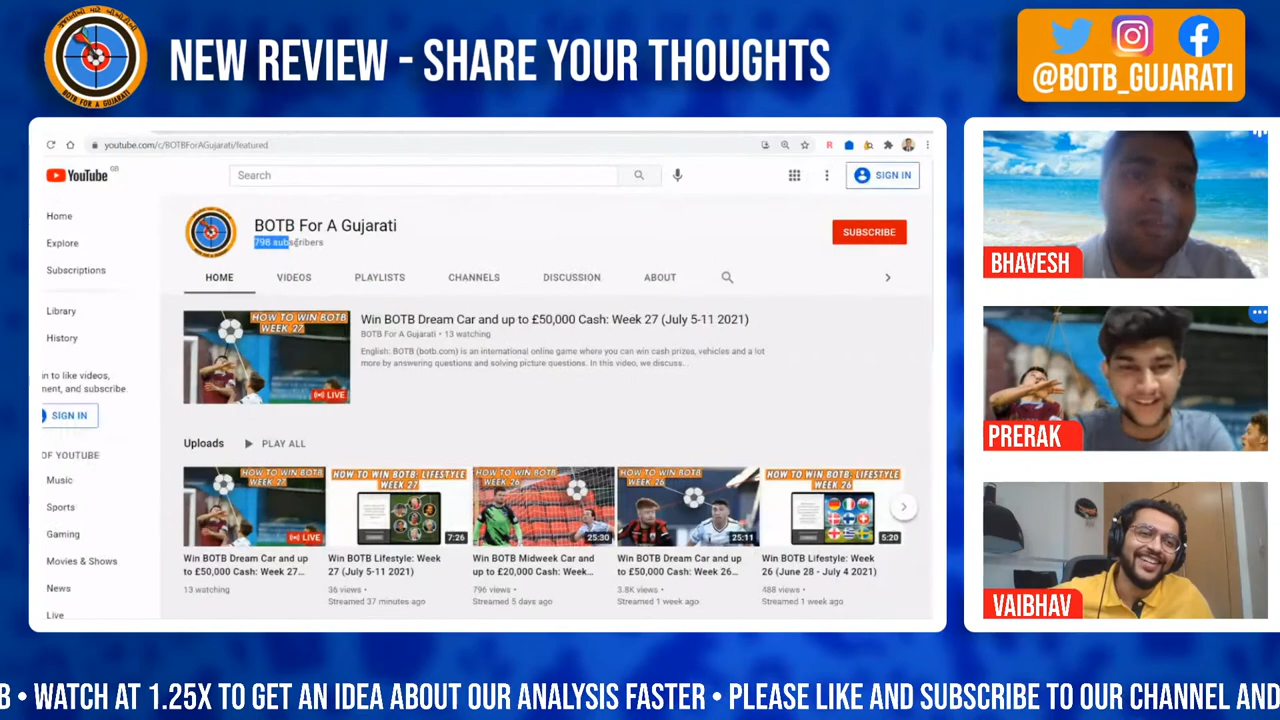 BOTB FOR A GUJARATI
NEW REVIEW - SHARE YOUR THOUGHTS
@BOTB_GUJARATI
youtube.com/c/BOTBForAGujarati/featured
YouTube GB
Search
SIGN IN
Home
Explore
Subscriptions
Library
History
in to like videos,
ment, and subscribe.
SIGN IN
OF YOUTUBE
Music
Sports
Gaming
Movies & Shows
News
Live
BOTB For A Gujarati
798 subscribers
SUBSCRIBE
HOME VIDEOS PLAYLISTS CHANNELS DISCUSSION ABOUT
HOW TO WIN BOTB
WEEK 27
LIVE
Win BOTB Dream Car and up to £50,000 Cash: Week 27 (July 5-11 2021)
BOTB For A Gujarati • 13 watching
English: BOTB (botb.com) is an international online game where you can win cash prizes, vehicles and a lot
more by answering questions and solving picture questions. In this video, we discuss...
Uploads PLAY ALL
HOW TO WIN BOTB
WEEK 27
LIVE
Win BOTB Dream Car and up
to £50,000 Cash: Week 27...
13 watching
HOW TO WIN BOTB: LIFESTYLE
WEEK 27
7:26
Win BOTB Lifestyle: Week
27 (July 5-11 2021)
36 views •
Streamed 37 minutes ago
HOW TO WIN BOTB
WEEK 26
25:30
Win BOTB Midweek Car and
up to £20,000 Cash: Week...
796 views •
Streamed 5 days ago
HOW TO WIN BOTB
WEEK 26
25:11
Win BOTB Dream Car and up
to £50,000 Cash: Week 26...
3.8K views •
Streamed 1 week ago
HOW TO WIN BOTB: LIFESTYLE
WEEK 26
5:20
Win BOTB Lifestyle: Week
26 (June 28 - July 4 2021)
488 views •
Streamed 1 week ago
BHAVESH
PRERAK
VAIBHAV
B • WATCH AT 1.25X TO GET AN IDEA ABOUT OUR ANALYSIS FASTER • PLEASE LIKE AND SUBSCRIBE TO OUR CHANNEL AND